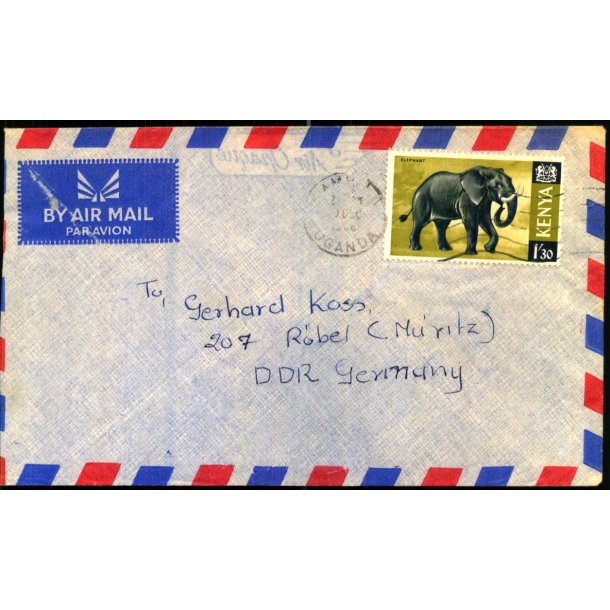 BY AIR MAIL
PAR AVION
UGANDA
ELEPHANT
KENYA
1/30
To,
Gerhard Koss,
207 Röbel (Müritz)
DDR Germany